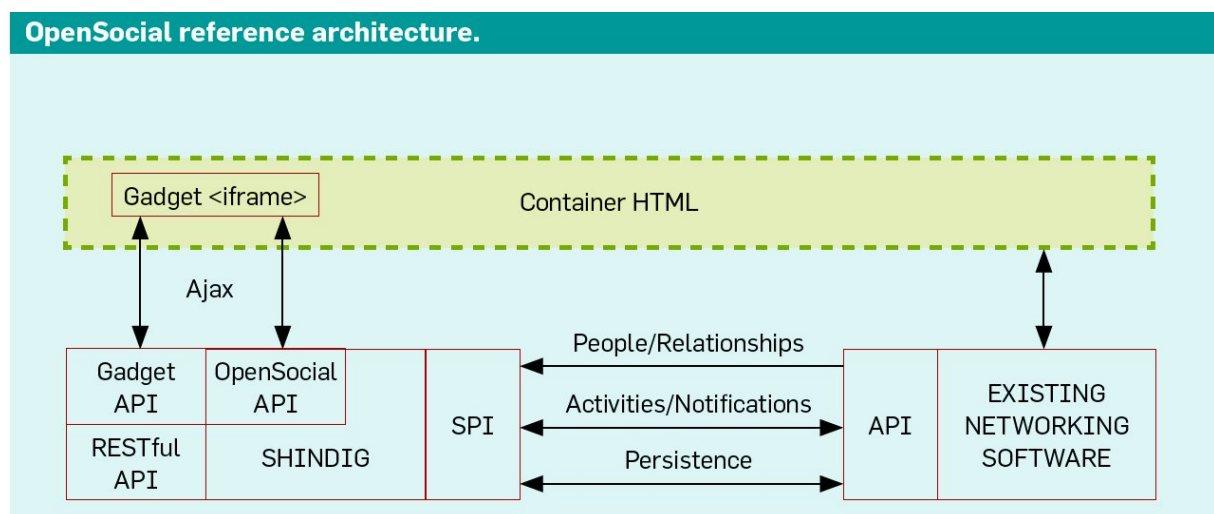 OpenSocial reference architecture.
Gadget <iframe>
Container HTML
Ajax
Gadget
API
OpenSocial
API
RESTful
API
SHINDIG
SPI
People/Relationships
Activities/Notifications
Persistence
API
EXISTING
NETWORKING
SOFTWARE